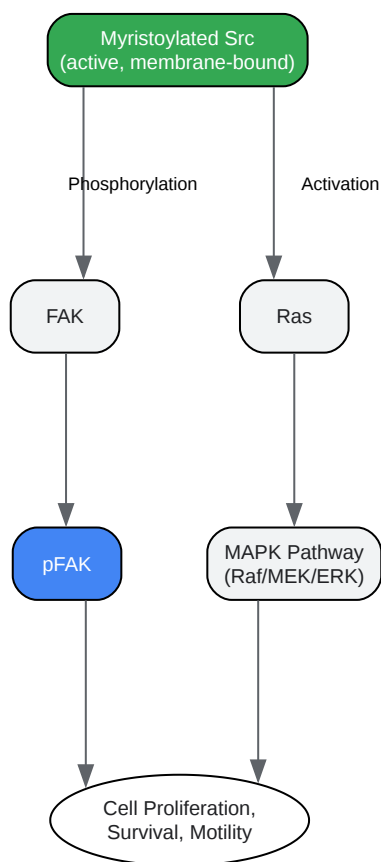 Myristoylated Src
(active, membrane-bound)
Phosphorylation
Activation
FAK
Ras
pFAK
MAPK Pathway
(Raf/MEK/ERK)
Cell Proliferation,
Survival, Motility